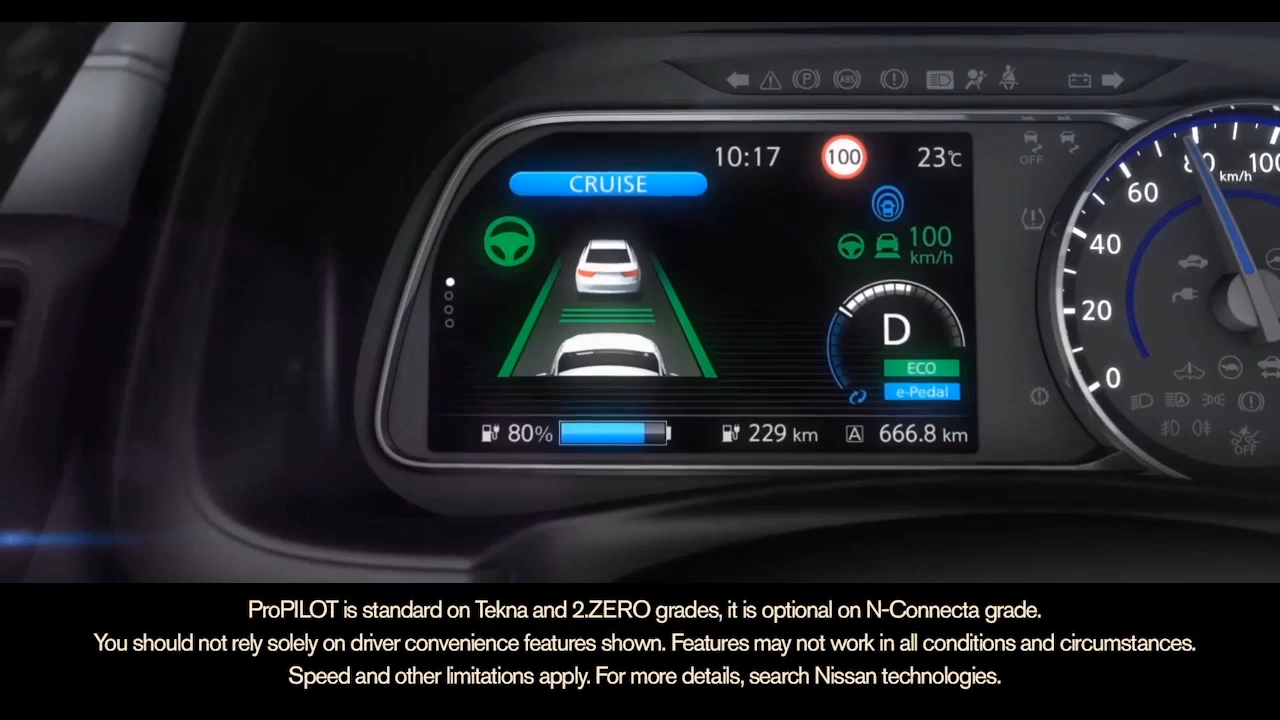 10:17
100
23°C
CRUISE
100
km/h
D
ECO
e-Pedal
80%
229 km
A
666.8 km
P
ABS
OFF
100
80
km/h
60
40
20
0
OFF
ProPILOT is standard on Tekna and 2.ZERO grades, it is optional on N-Connecta grade.
You should not rely solely on driver convenience features shown. Features may not work in all conditions and circumstances.
Speed and other limitations apply. For more details, search Nissan technologies.